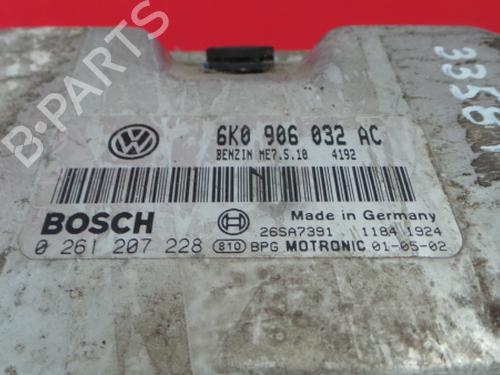 6K0 906 032 AC
BENZIN ME7.5.10 4192
BOSCH
Made in Germany
26SA7391 1184 1924
0 261 207 228 810 BPG MOTRONIC 01-05-02
B-PARTS